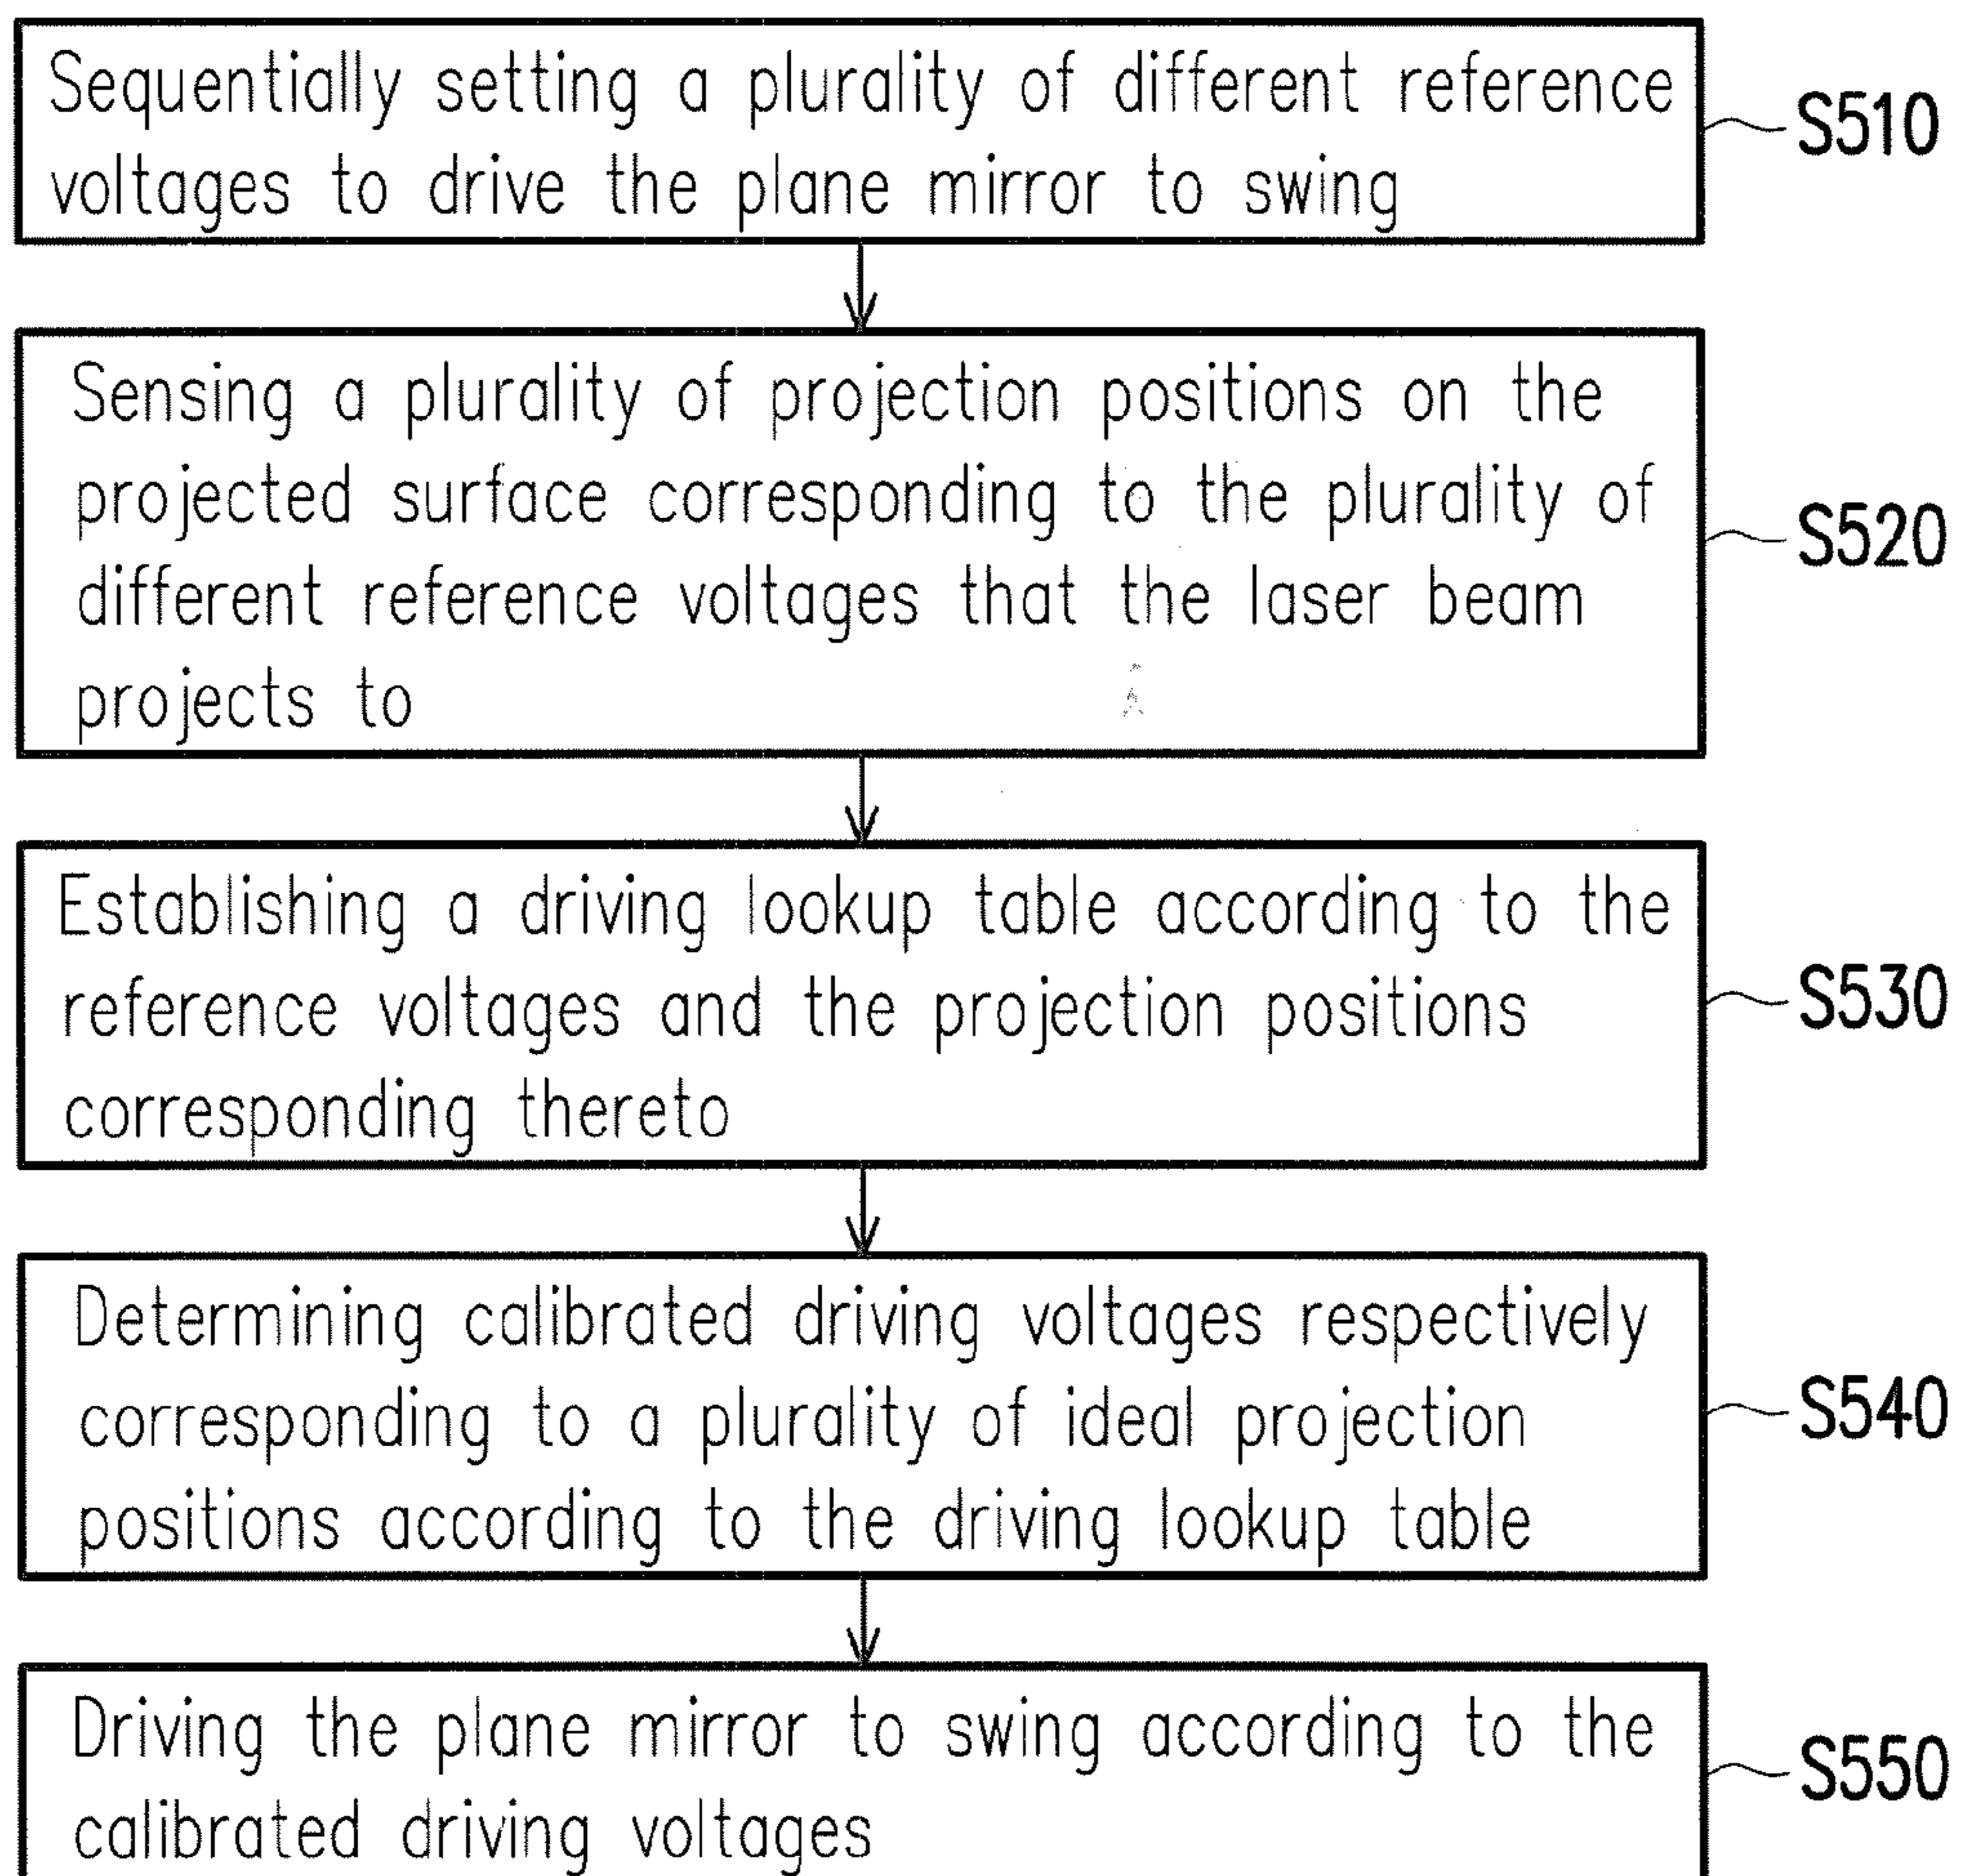 Sequentially setting a plurality of different reference
voltages to drive the plane mirror to swing
S510
Sensing a plurality of projection positions on the
projected surface corresponding to the plurality of
different reference voltages that the laser beam
projects to
S520
Establishing a driving lookup table according to the
reference voltages and the projection positions
corresponding thereto
S530
Determining calibrated driving voltages respectively
corresponding to a plurality of ideal projection
positions according to the driving lookup table
S540
Driving the plane mirror to swing according to the
calibrated driving voltages
S550